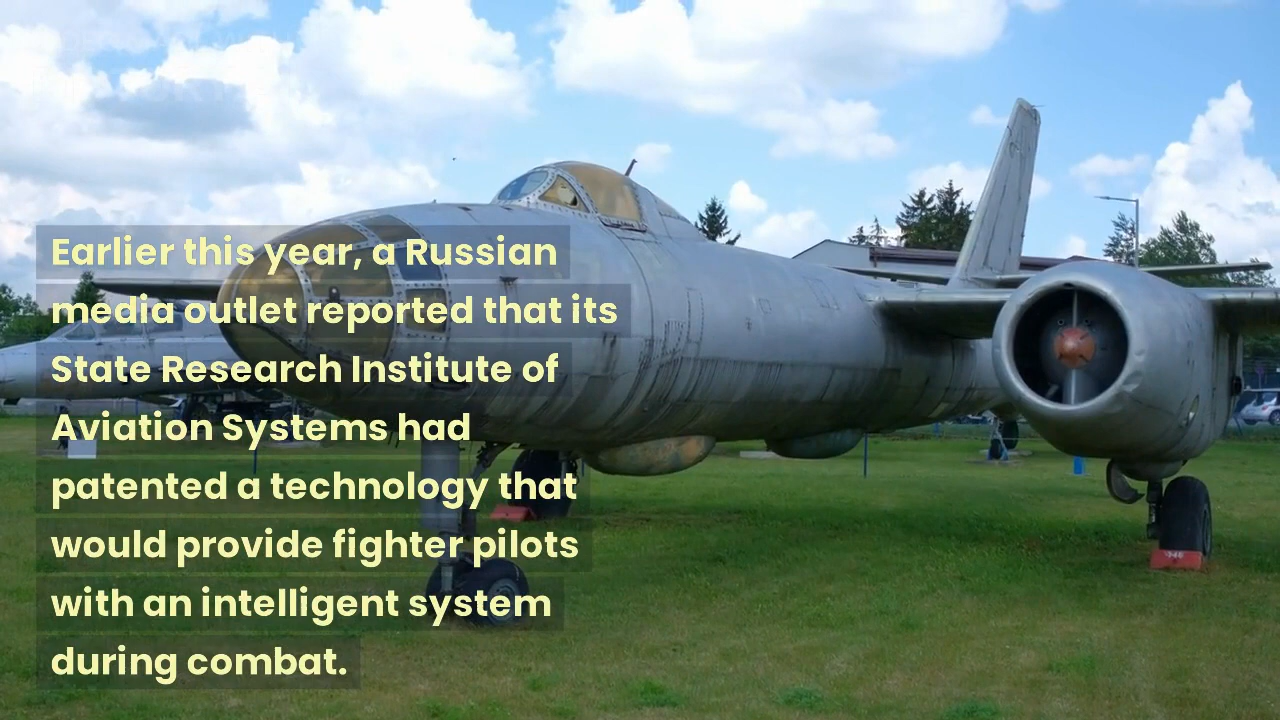 Earlier this year, a Russian
media outlet reported that its
State Research Institute of
Aviation Systems had
patented a technology that
would provide fighter pilots
with an intelligent system
during combat.